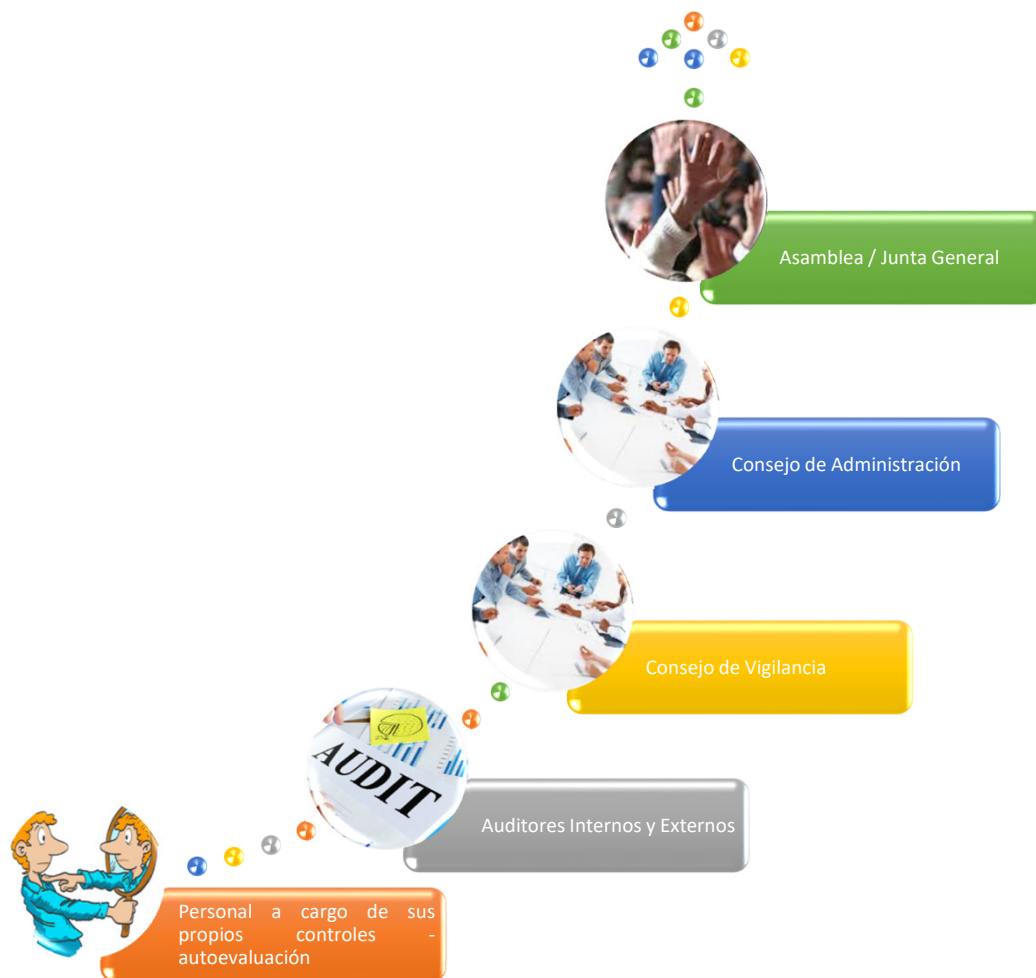 Asamblea / Junta General
Consejo de Administración
Consejo de Vigilancia
AUDIT
Auditores Internos y Externos
Personal a cargo de sus
propios controles -
autoevaluación